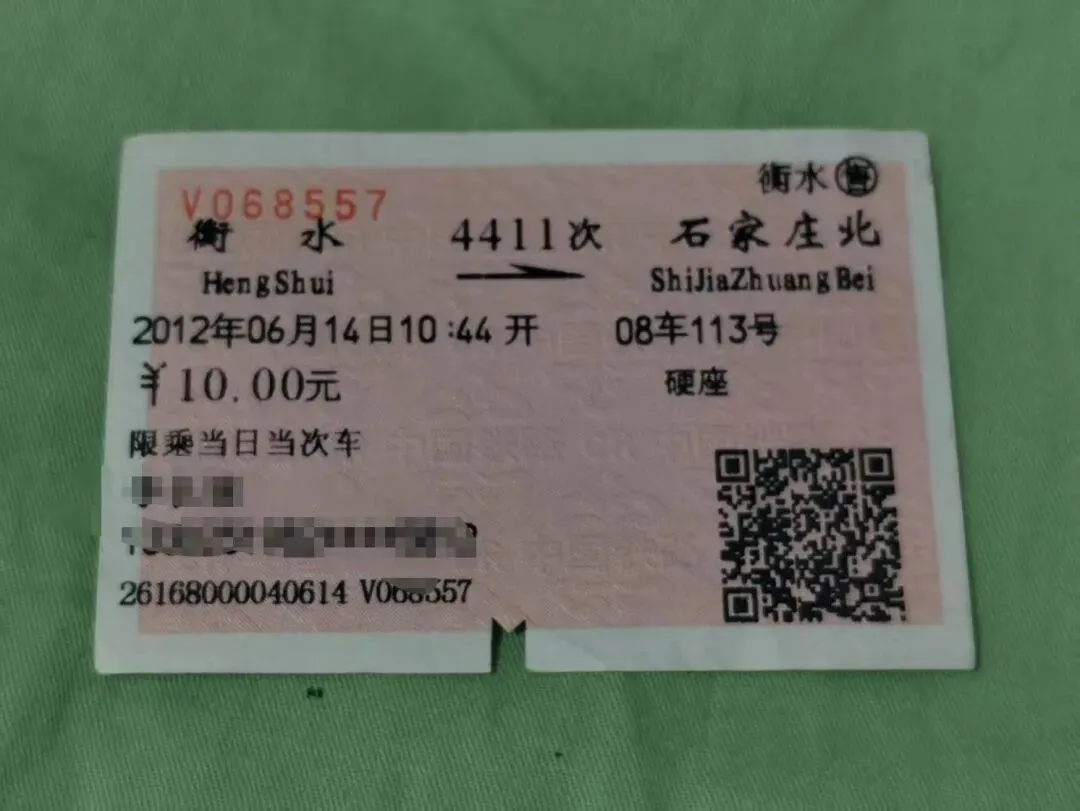 衡水售
V068557
衡水 4411次 石家庄北
HengShui ShiJiaZhuangBei
2012年06月14日10:44开 08车113号
¥10.00元 硬座
限乘当日当次车
26168000040614 V068557